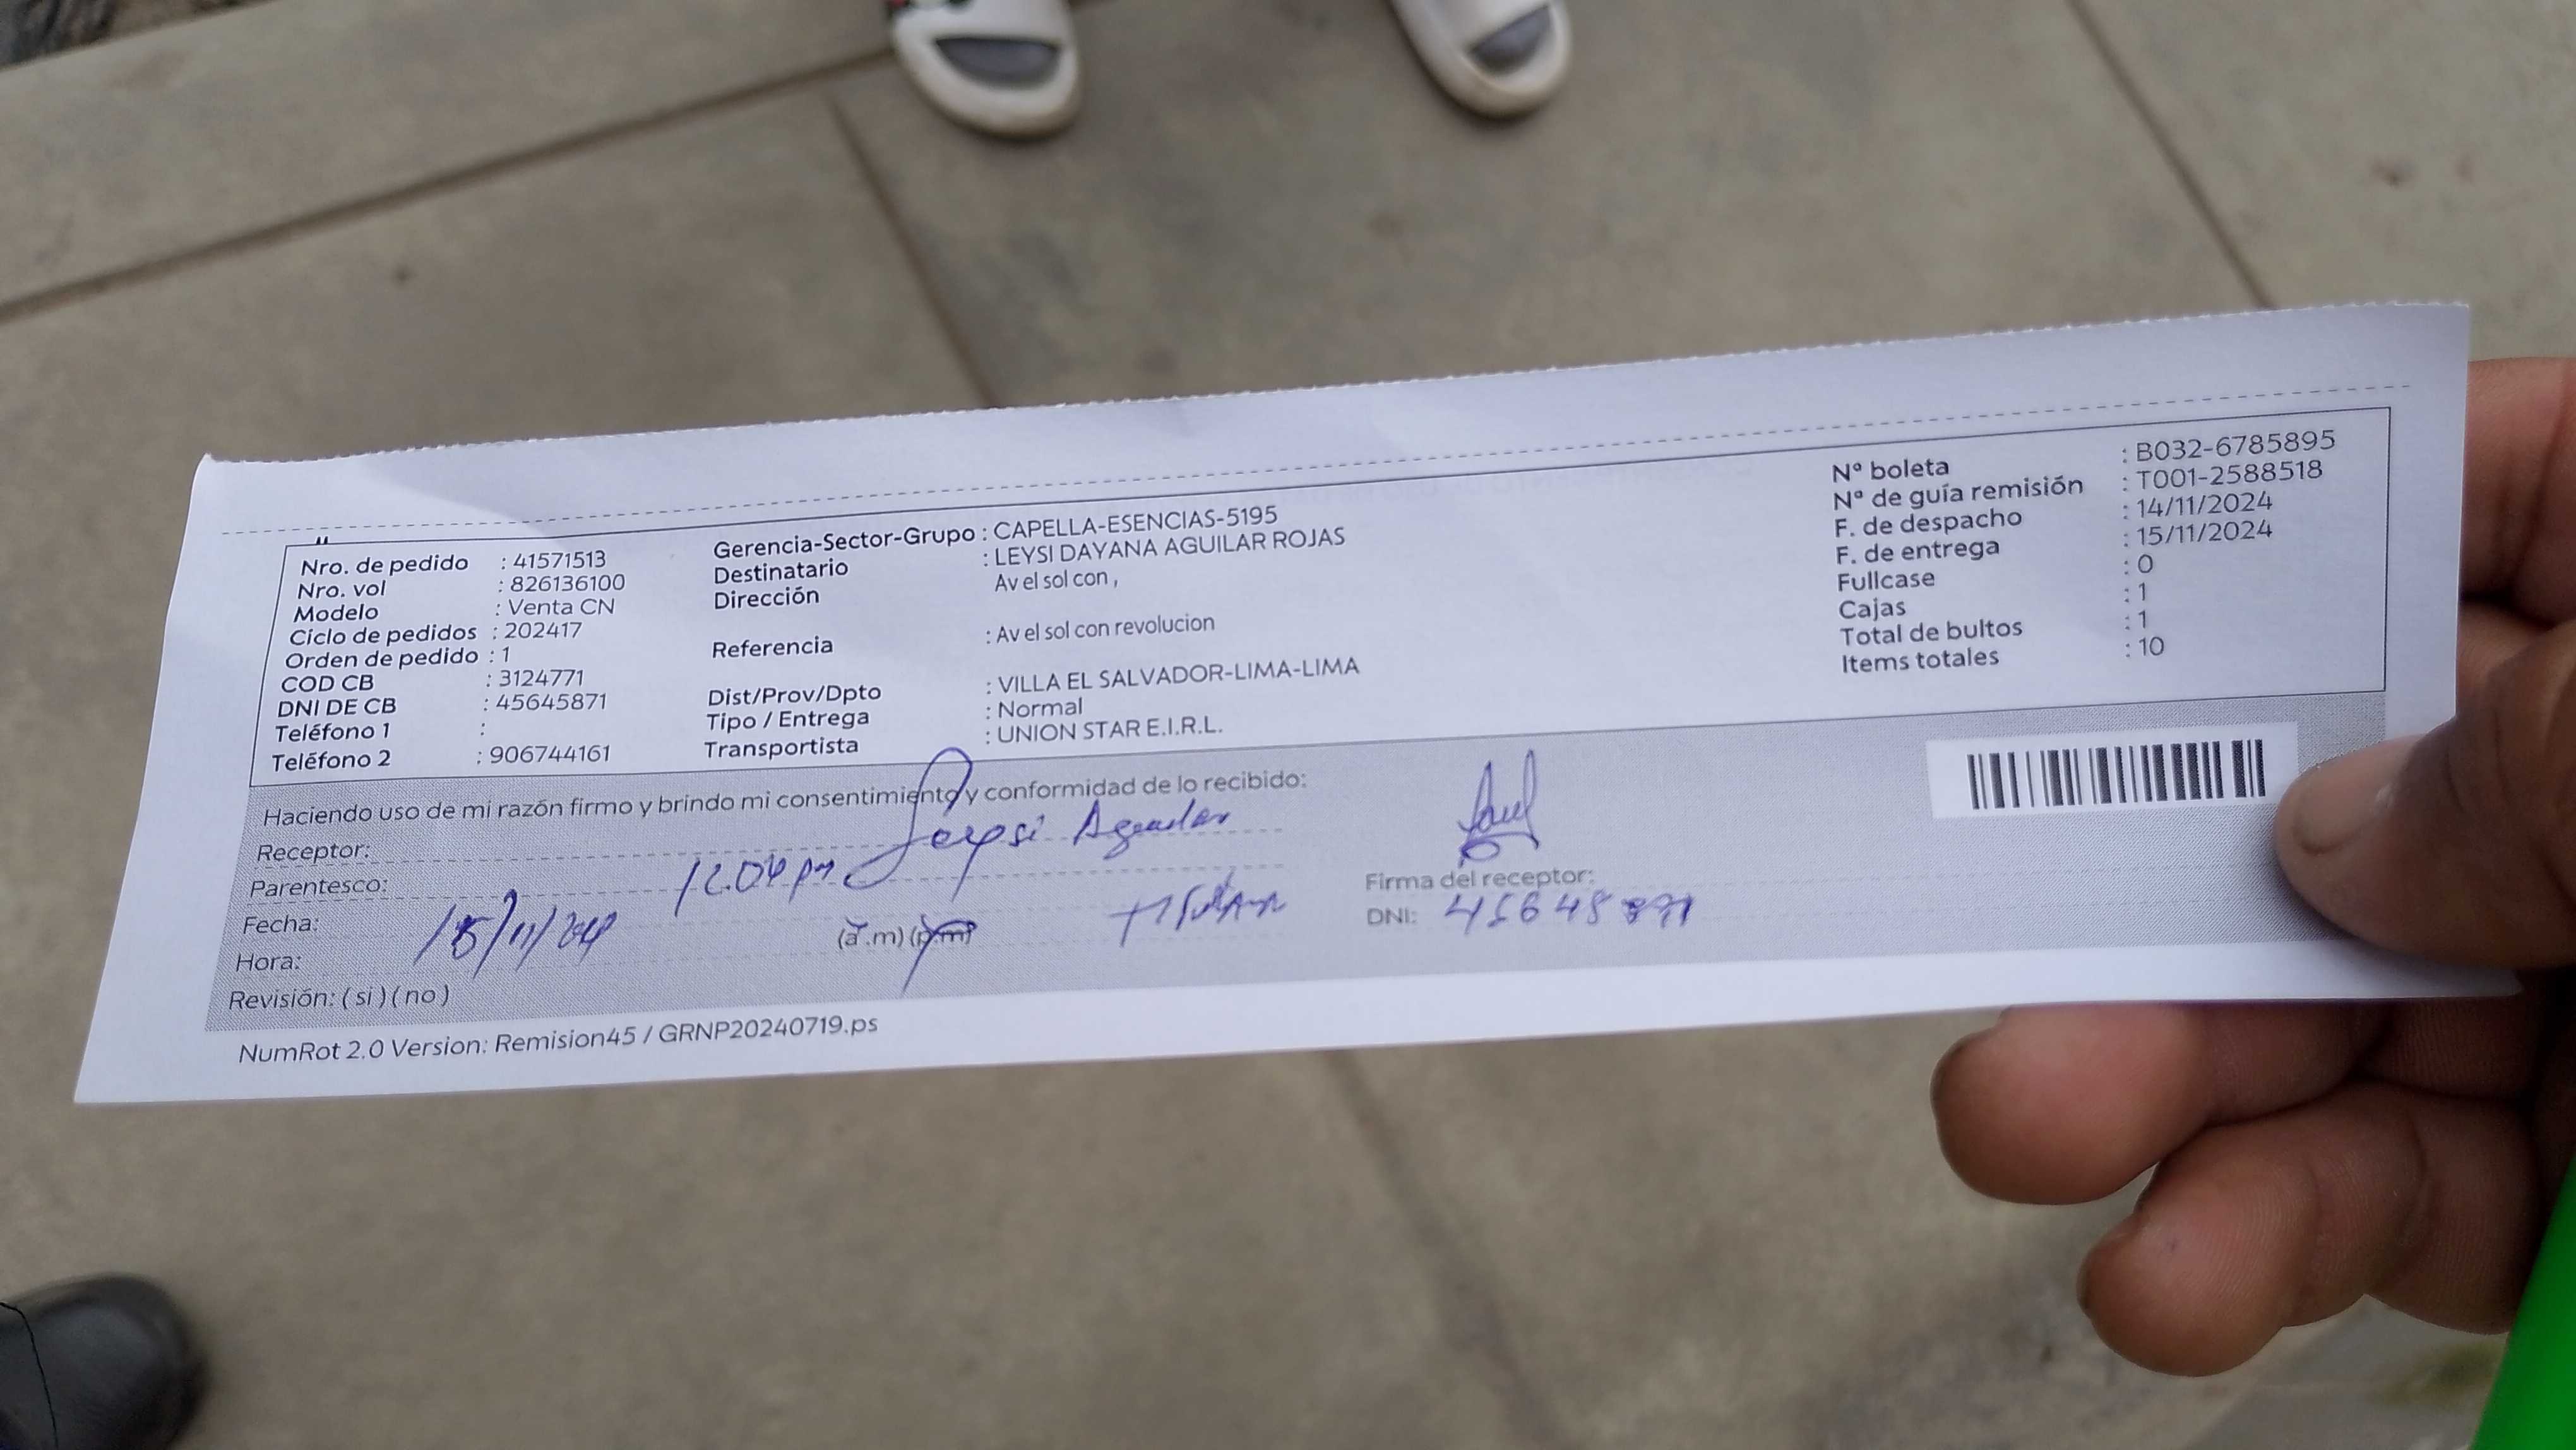 Nro. de pedido : 41571513
Nro. vol : 826136100
Modelo : Venta CN
Ciclo de pedidos : 202417
Orden de pedido : 1
COD CB : 3124771
DNI DE CB : 45645871
Teléfono 1 :
Teléfono 2 : 906744161
Gerencia-Sector-Grupo : CAPELLA-ESENCIAS-5195
Destinatario : LEYSI DAYANA AGUILAR ROJAS
Dirección Av el sol con ,
Referencia : Av el sol con revolucion
Dist/Prov/Dpto : VILLA EL SALVADOR-LIMA-LIMA
Tipo / Entrega : Normal
Transportista : UNION STAR E.I.R.L.
Nº boleta : B032-6785895
Nº de guía remisión : T001-2588518
F. de despacho : 14/11/2024
F. de entrega : 15/11/2024
Fullcase : 0
Cajas : 1
Total de bultos : 1
Items totales : 10
Haciendo uso de mi razón firmo y brindo mi consentimiento y conformidad de lo recibido:
Receptor: Leysi Aguilar
Parentesco: 12.04 pm
Fecha: 15/11/2024
Hora: (a.m) (p.m)
Revisión: ( si ) ( no )
Firma del receptor:
DNI: 45645871
NumRot 2.0 Version: Remision45 / GRNP20240719.ps